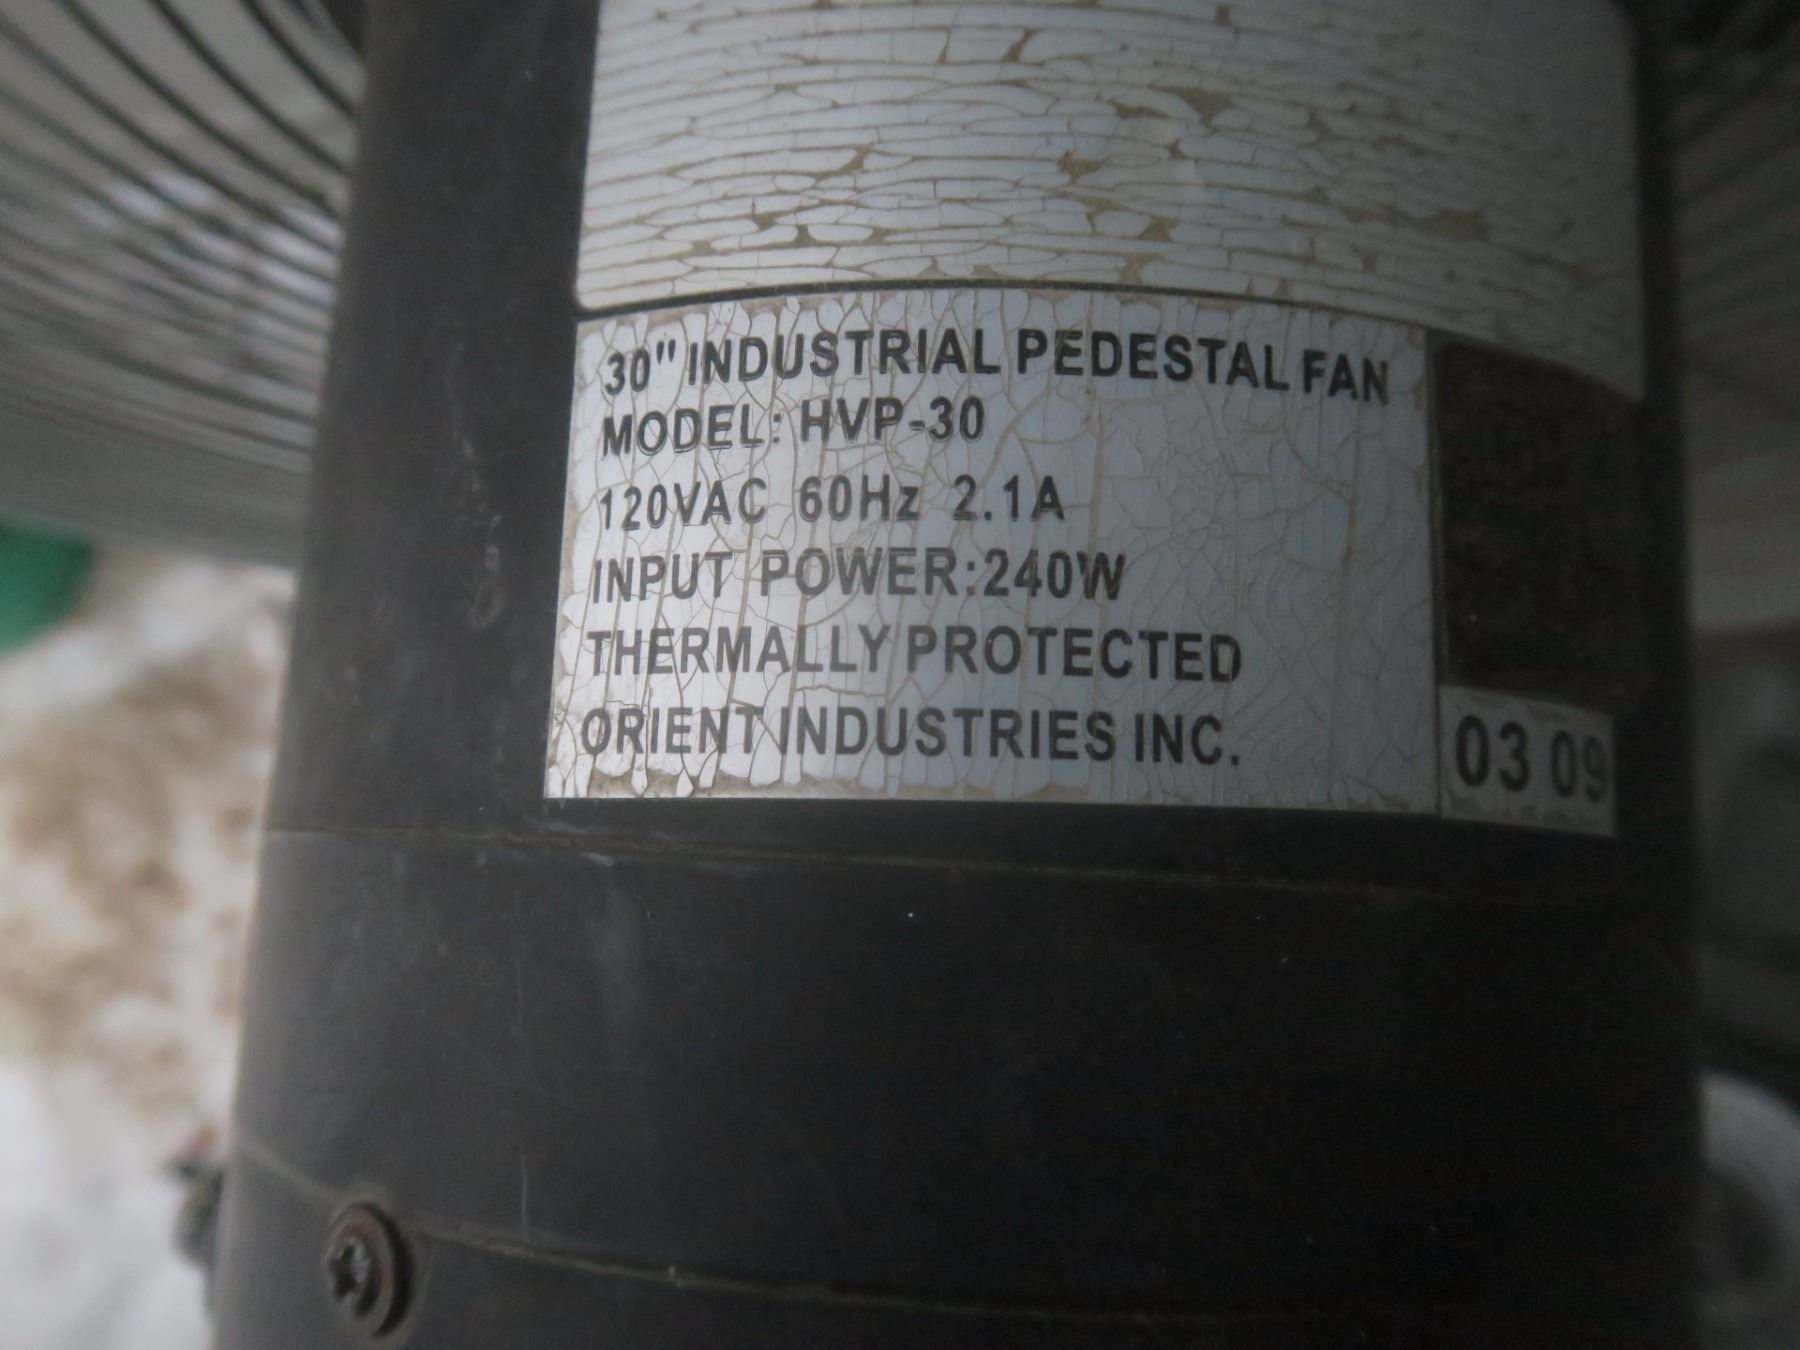 30" INDUSTRIAL PEDESTAL FAN
MODEL: HVP-30
120VAC 60Hz 2.1A
INPUT POWER:240W
THERMALLY PROTECTED
ORIENT INDUSTRIES INC.
03 09